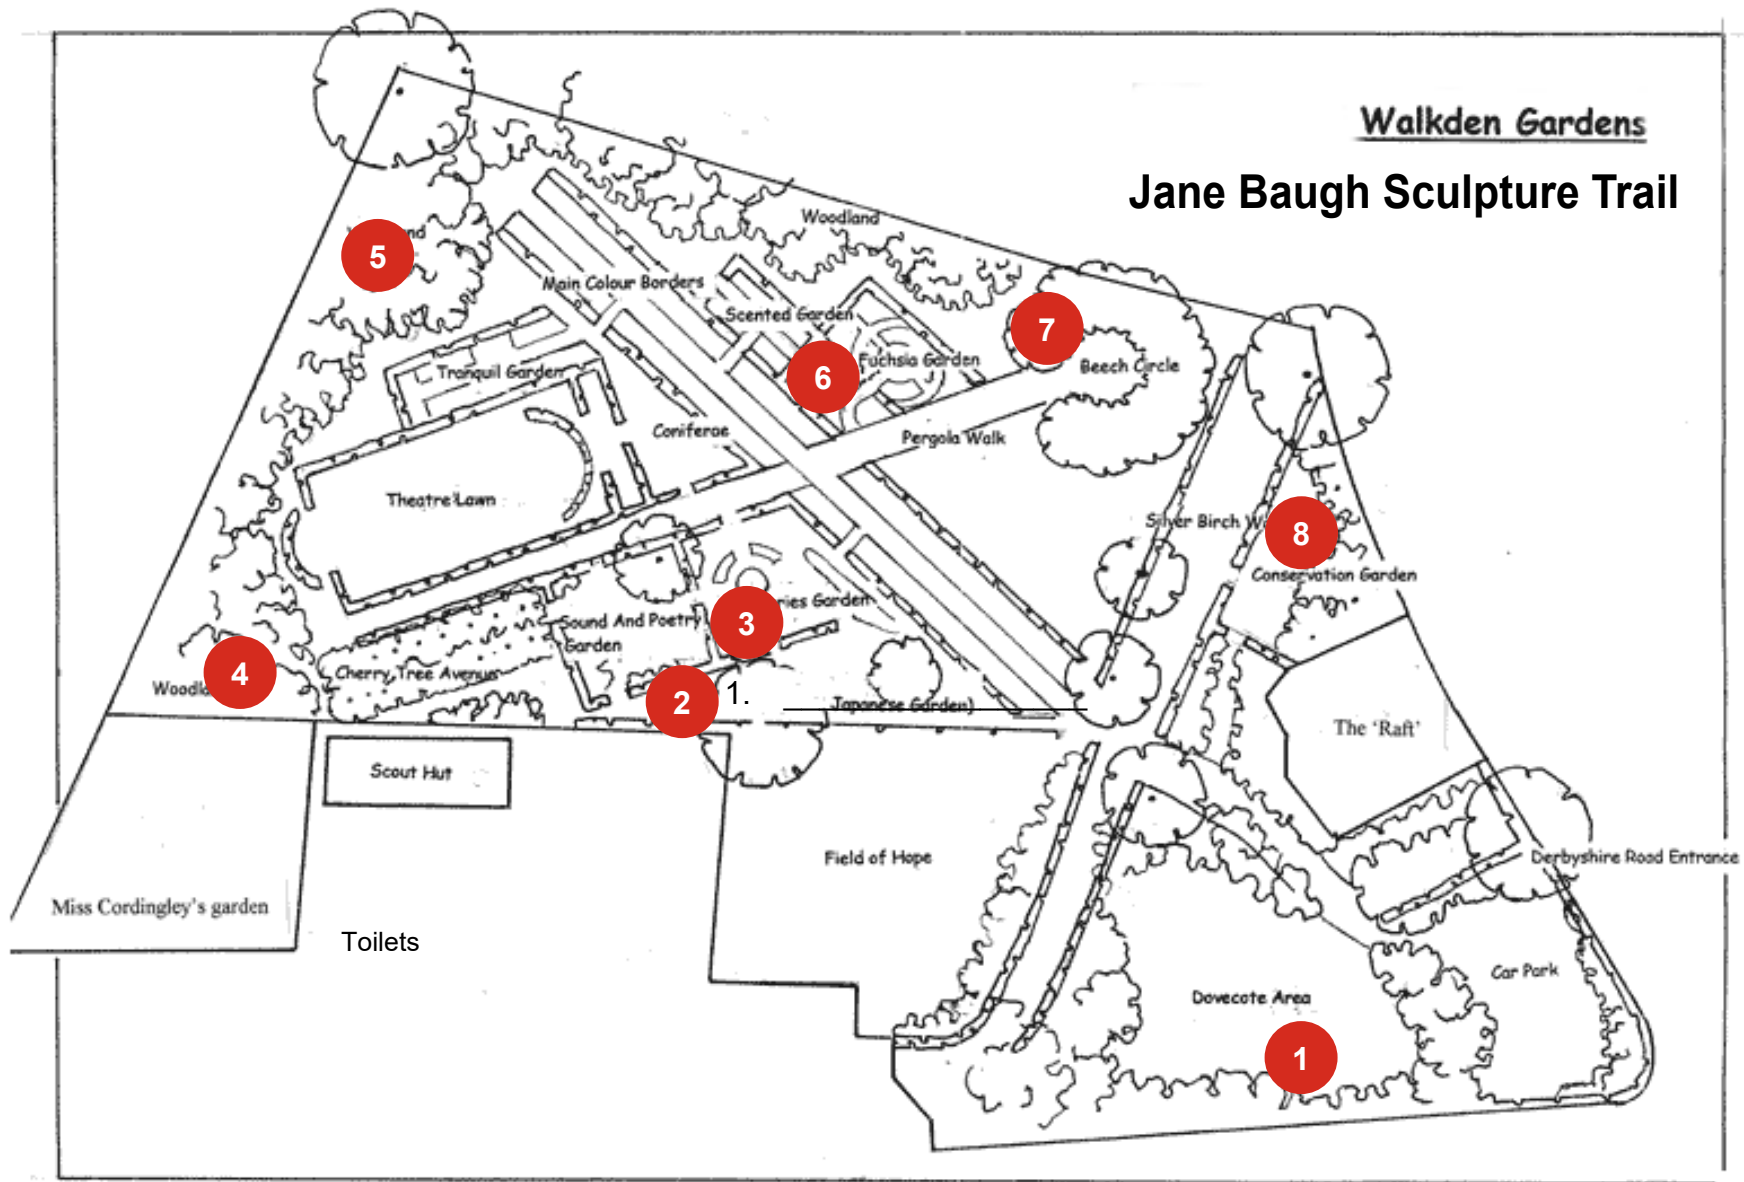 Walkden Gardens
Jane Baugh Sculpture Trail
Woodland
5
Main Colour Borders
Scented Garden
7
Fuchsia Garden
Beech Circle
Tranquil Garden
6
Coniferae
Pergola Walk
Theatre Lawn
Silver Birch
8
Conservation Garden
3
Sound And Poetry
Garden
Garden
4
Cherry Tree Avenue
2
1.
Japanese Garden)
The 'Raft'
Scout Hut
Field of Hope
Derbyshire Road Entrance
Miss Cordingley's garden
Toilets
Car Park
Dovecote Area
1